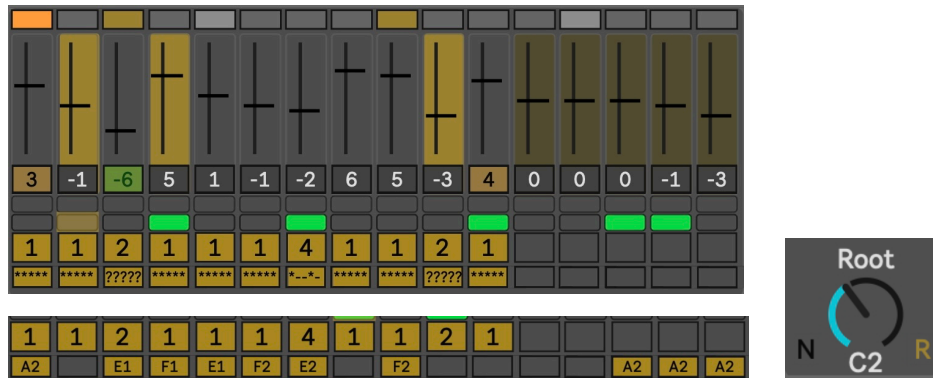 3 -1 -6 5 1 -1 -2 6 5 -3 4 0 0 0 -1 -3
1 1 2 1 1 1 4 1 1 2 1
***** ***** ????? ***** ***** ***** *--*- ***** ***** ????? *****
1 1 2 1 1 1 4 1 1 2 1
A2 E1 F1 E1 F2 E2 F2 A2 A2 A2
Root
N R
C2